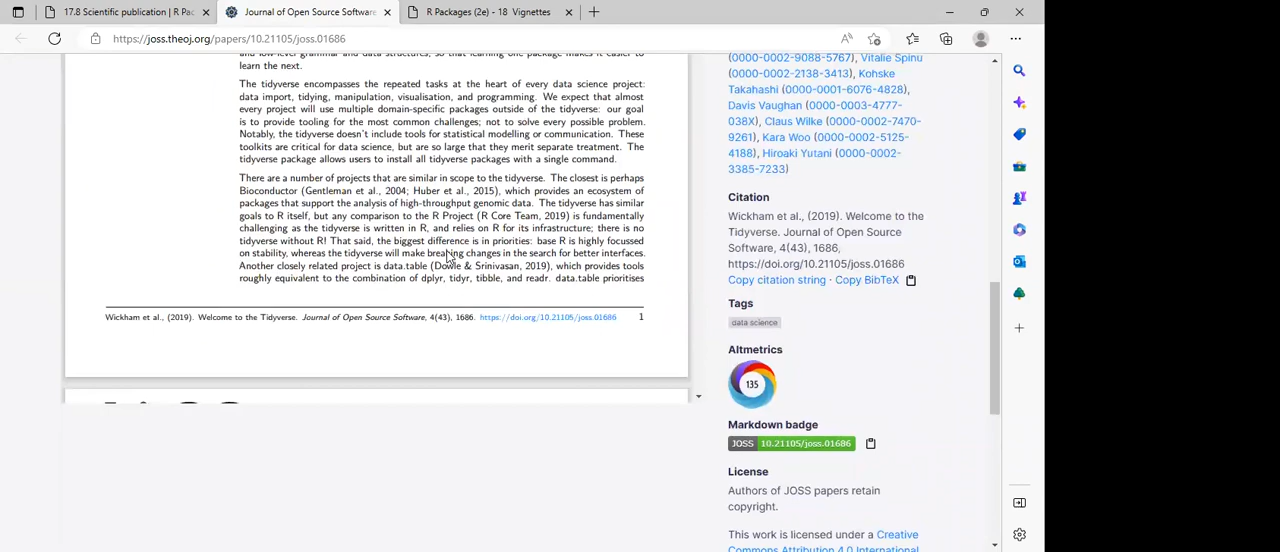 17.8 Scientific publication | R Pac
Journal of Open Source Software
R Packages (2e) - 18 Vignettes
https://joss.theoj.org/papers/10.21105/joss.01686
and low-level grammar and data structures, so that learning one package makes it easier to
learn the next.
The tidyverse encompasses the repeated tasks at the heart of every data science project:
data import, tidying, manipulation, visualisation, and programming. We expect that almost
every project will use multiple domain-specific packages outside of the tidyverse: our goal
is to provide tooling for the most common challenges; not to solve every possible problem.
Notably, the tidyverse doesn't include tools for statistical modelling or communication. These
toolkits are critical for data science, but are so large that they merit separate treatment. The
tidyverse package allows users to install all tidyverse packages with a single command.
There are a number of projects that are similar in scope to the tidyverse. The closest is perhaps
Bioconductor (Gentleman et al., 2004; Huber et al., 2015), which provides an ecosystem of
packages that support the analysis of high-throughput genomic data. The tidyverse has similar
goals to R itself, but any comparison to the R Project (R Core Team, 2019) is fundamentally
challenging as the tidyverse is written in R, and relies on R for its infrastructure; there is no
tidyverse without R! That said, the biggest difference is in priorities: base R is highly focussed
on stability, whereas the tidyverse will make breaking changes in the search for better interfaces.
Another closely related project is data.table (Dowle & Srinivasan, 2019), which provides tools
roughly equivalent to the combination of dplyr, tidyr, tibble, and readr. data.table prioritises
Wickham et al., (2019). Welcome to the Tidyverse. Journal of Open Source Software, 4(43), 1686. https://doi.org/10.21105/joss.01686 1
(0000-0002-9088-5767), Vitalie Spinu
(0000-0002-2138-3413), Kohske
Takahashi (0000-0001-6076-4828),
Davis Vaughan (0000-0003-4777-
038X), Claus Wilke (0000-0002-7470-
9261), Kara Woo (0000-0002-5125-
4188), Hiroaki Yutani (0000-0002-
3385-7233)
Citation
Wickham et al., (2019). Welcome to the
Tidyverse. Journal of Open Source
Software, 4(43), 1686,
https://doi.org/10.21105/joss.01686
Copy citation string · Copy BibTeX
Tags
data science
Altmetrics
135
Markdown badge
JOSS 10.21105/joss.01686
License
Authors of JOSS papers retain
copyright.
This work is licensed under a Creative
Commons Attribution 4.0 International